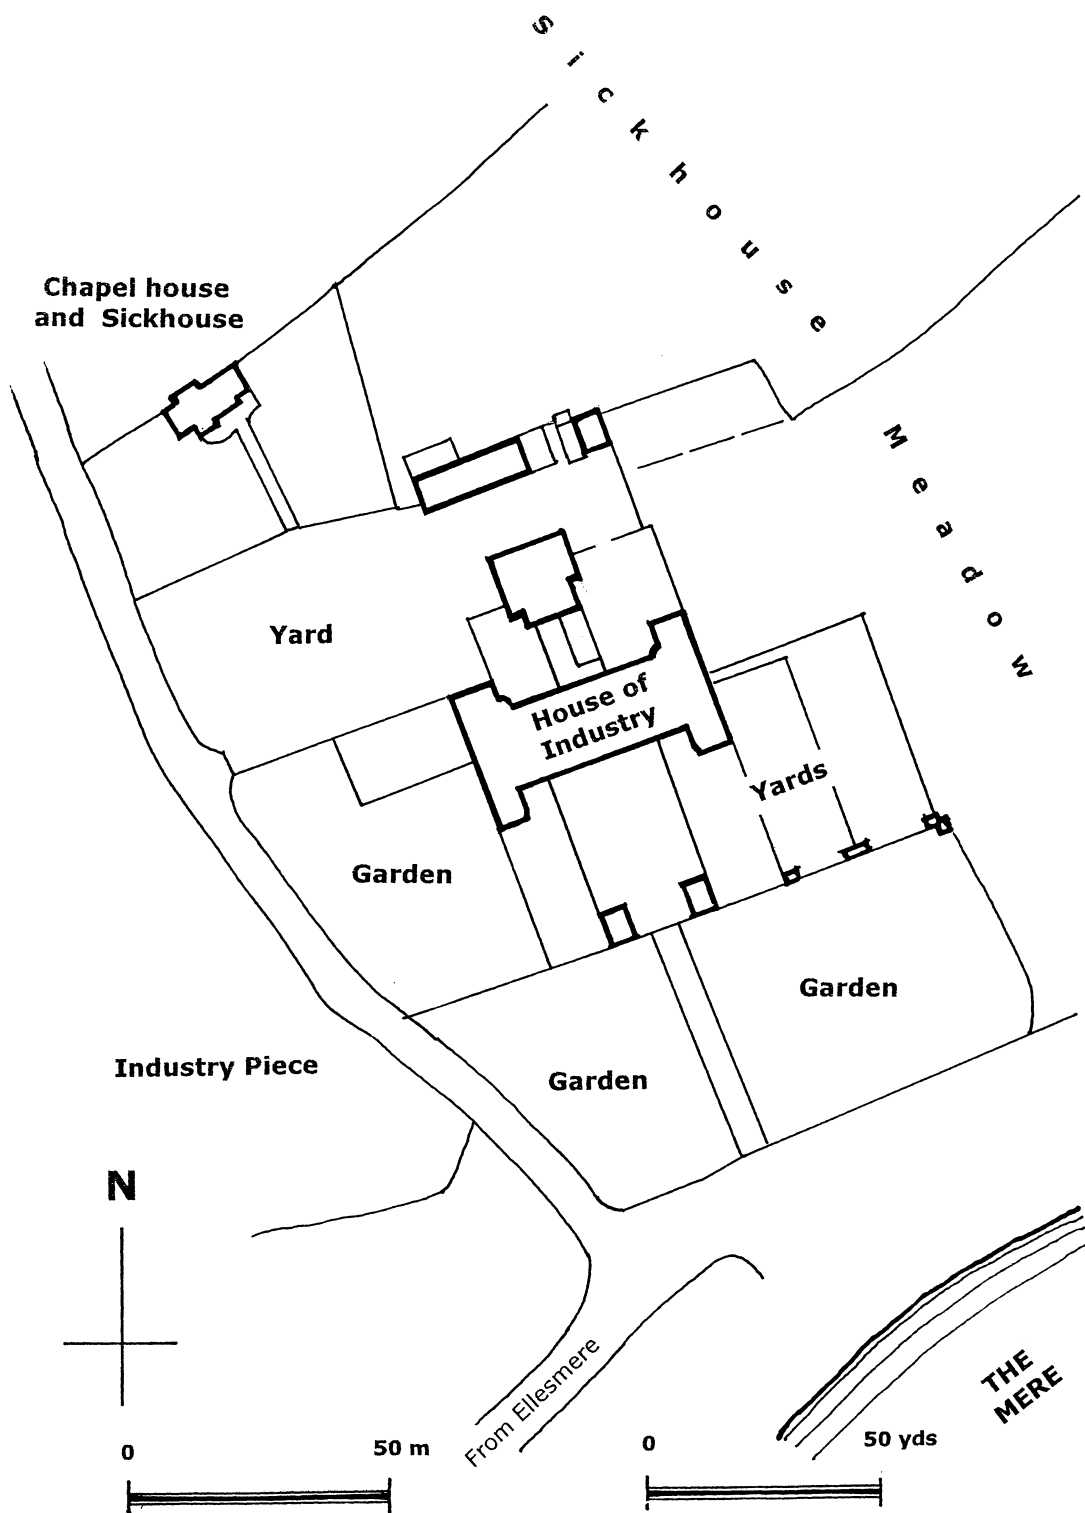 Sickhouse Meadow
Chapel house
and Sickhouse
Yard
House of
Industry
Yards
Garden
Garden
Industry Piece
Garden
N
THE
MERE
From Ellesmere
0 50 m
0 50 yds